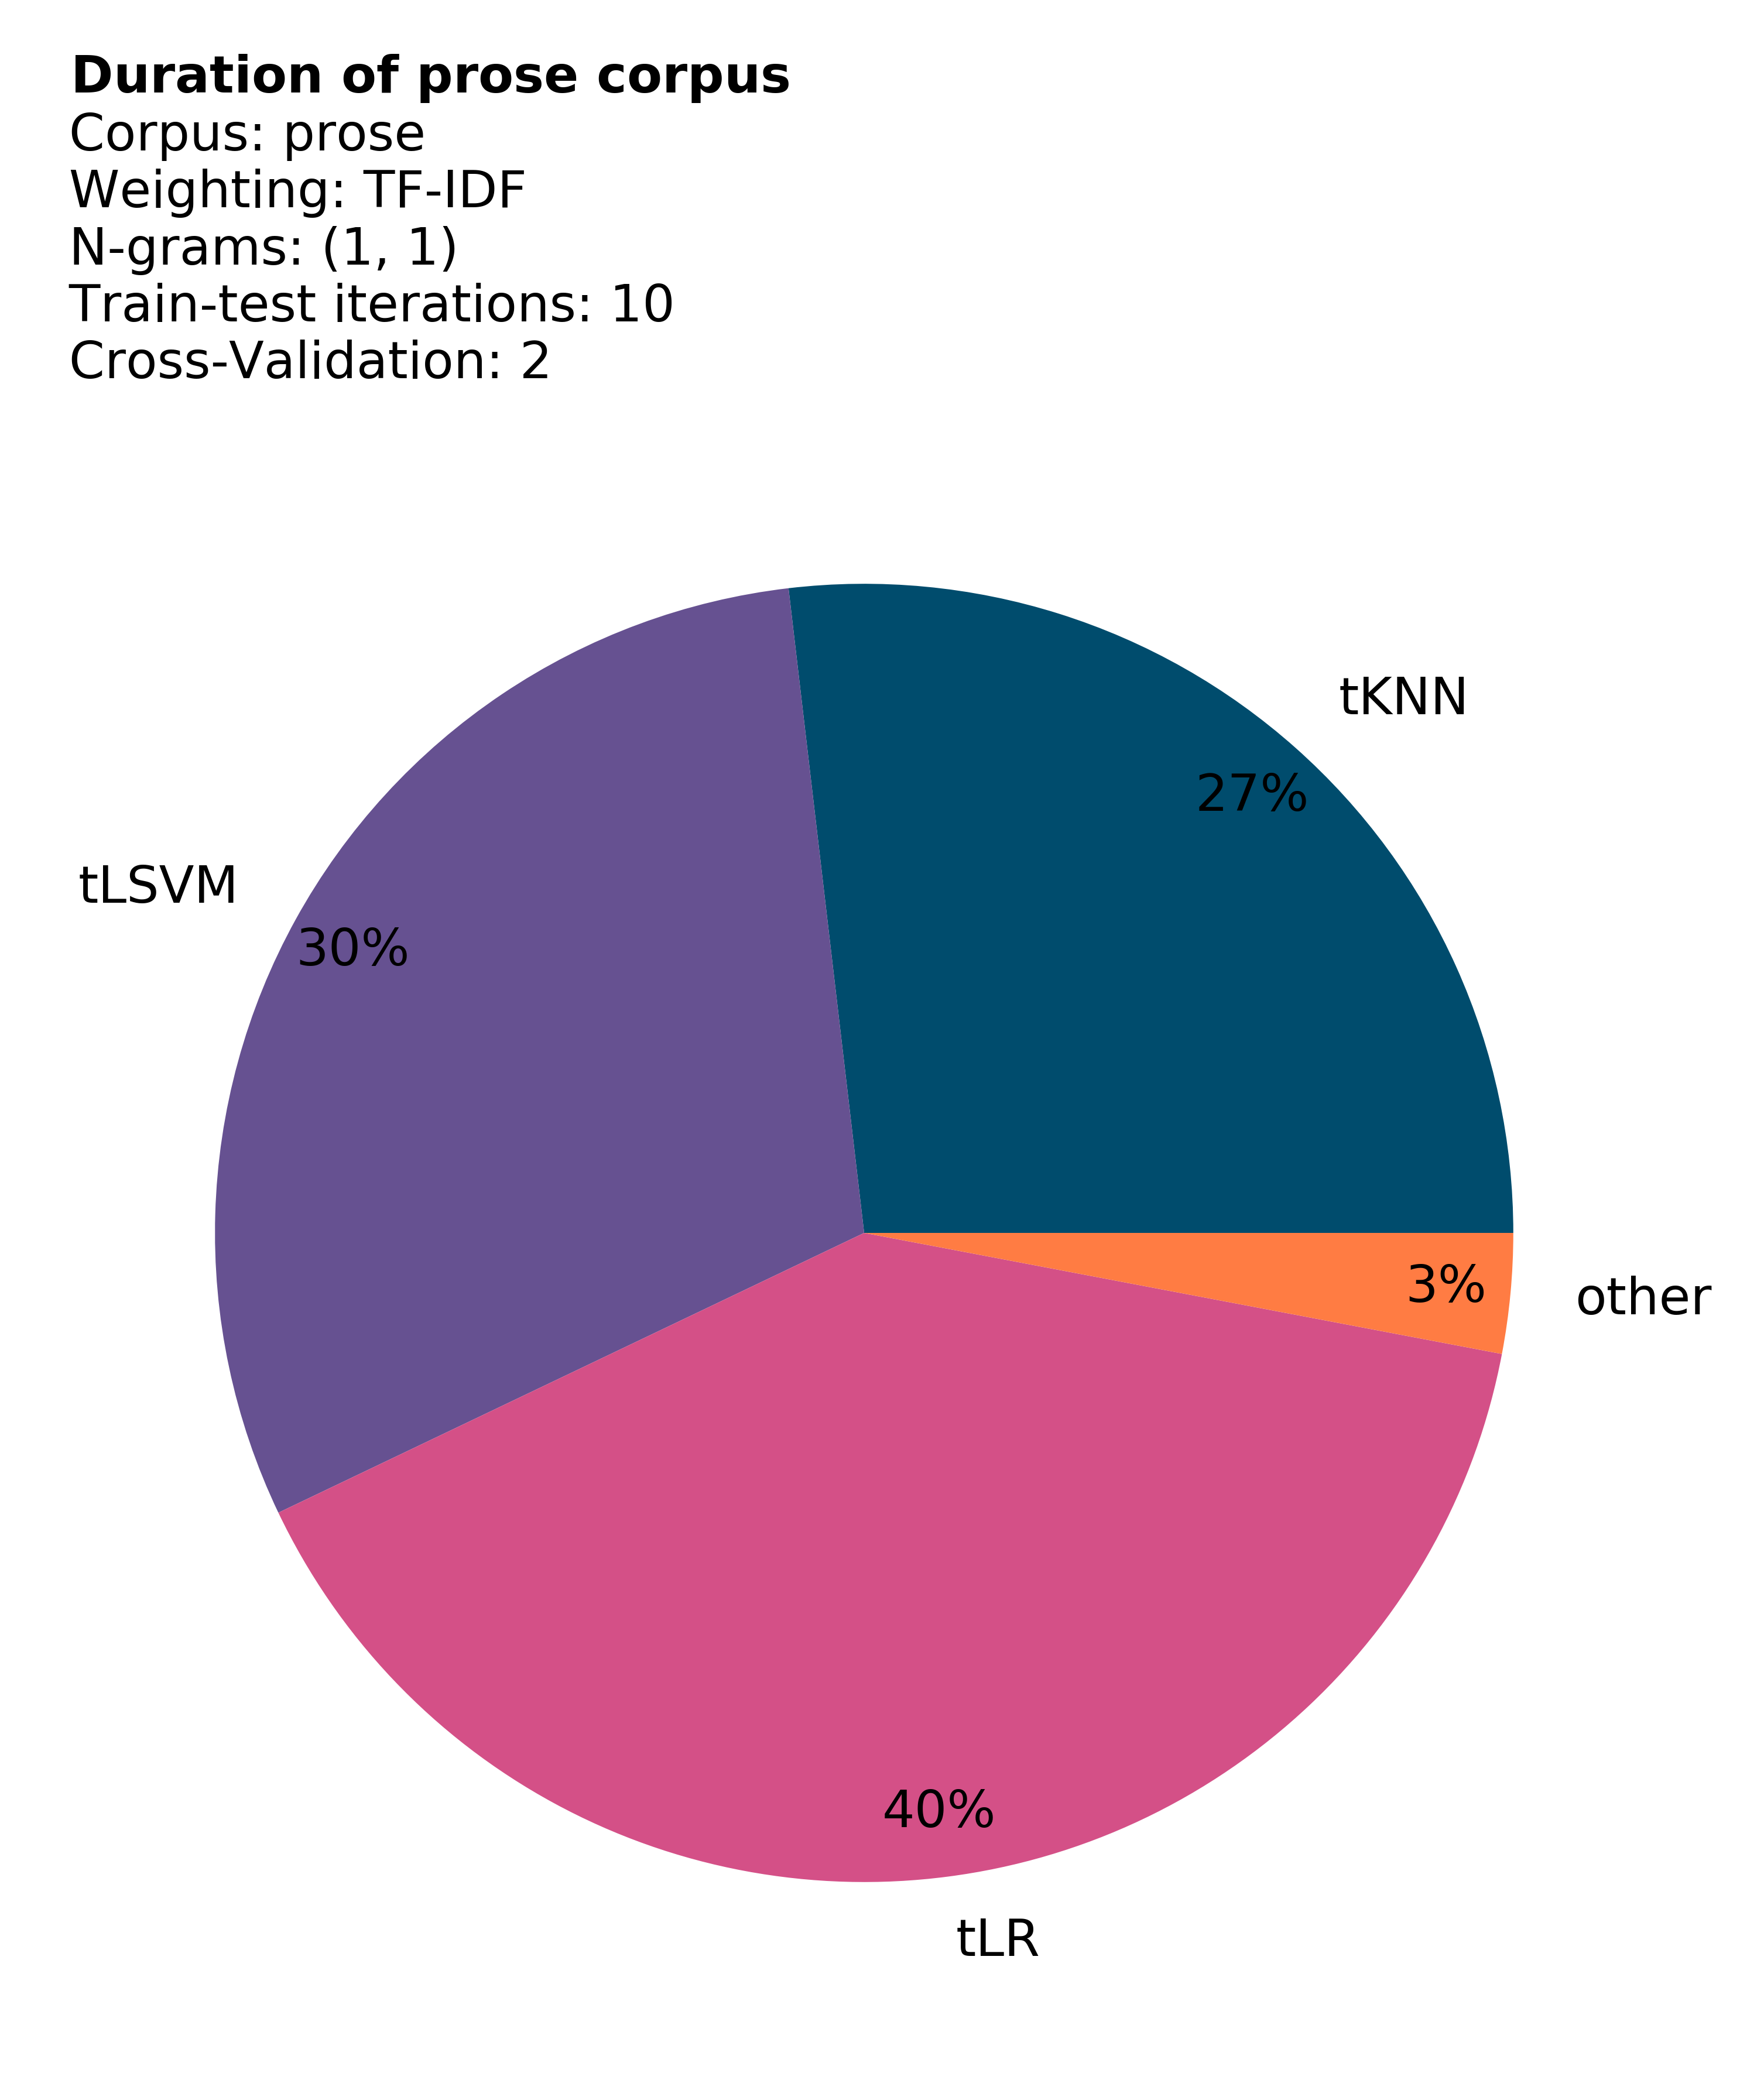 Duration of prose corpus
Corpus: prose
Weighting: TF-IDF
N-grams: (1, 1)
Train-test iterations: 10
Cross-Validation: 2
tKNN
27%
tLSVM
30%
3%
other
40%
tLR